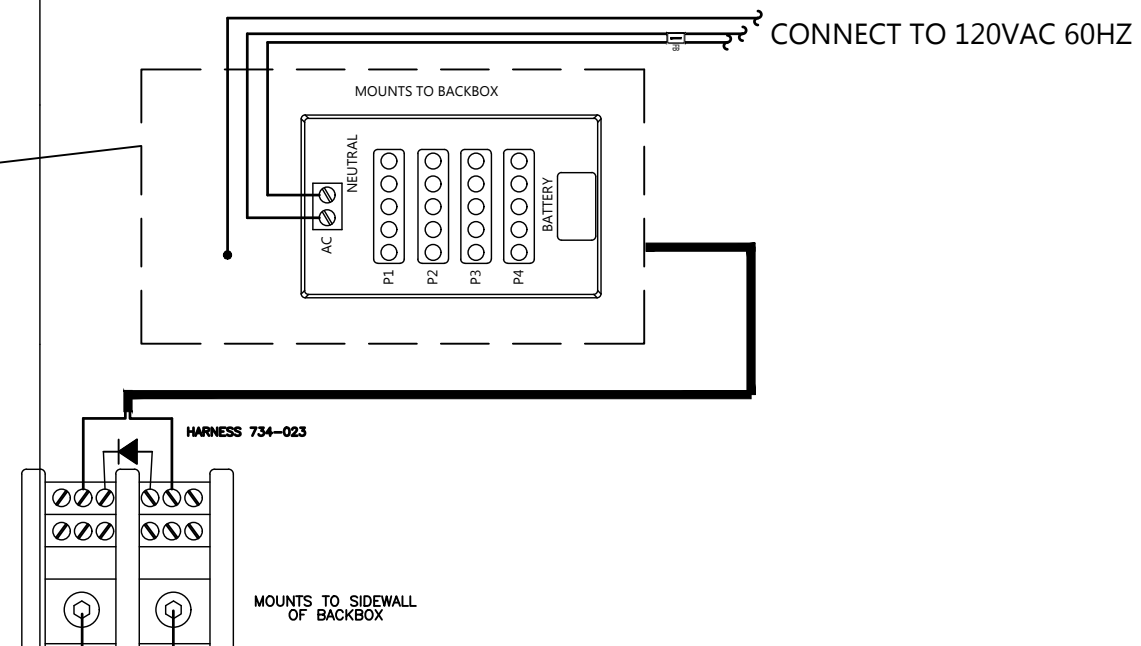 CONNECT TO 120VAC 60HZ
FB
MOUNTS TO BACKBOX
NEUTRAL
AC
BATTERY
P1
P2
P3
P4
HARNESS 734-023
MOUNTS TO SIDEWALL
OF BACKBOX